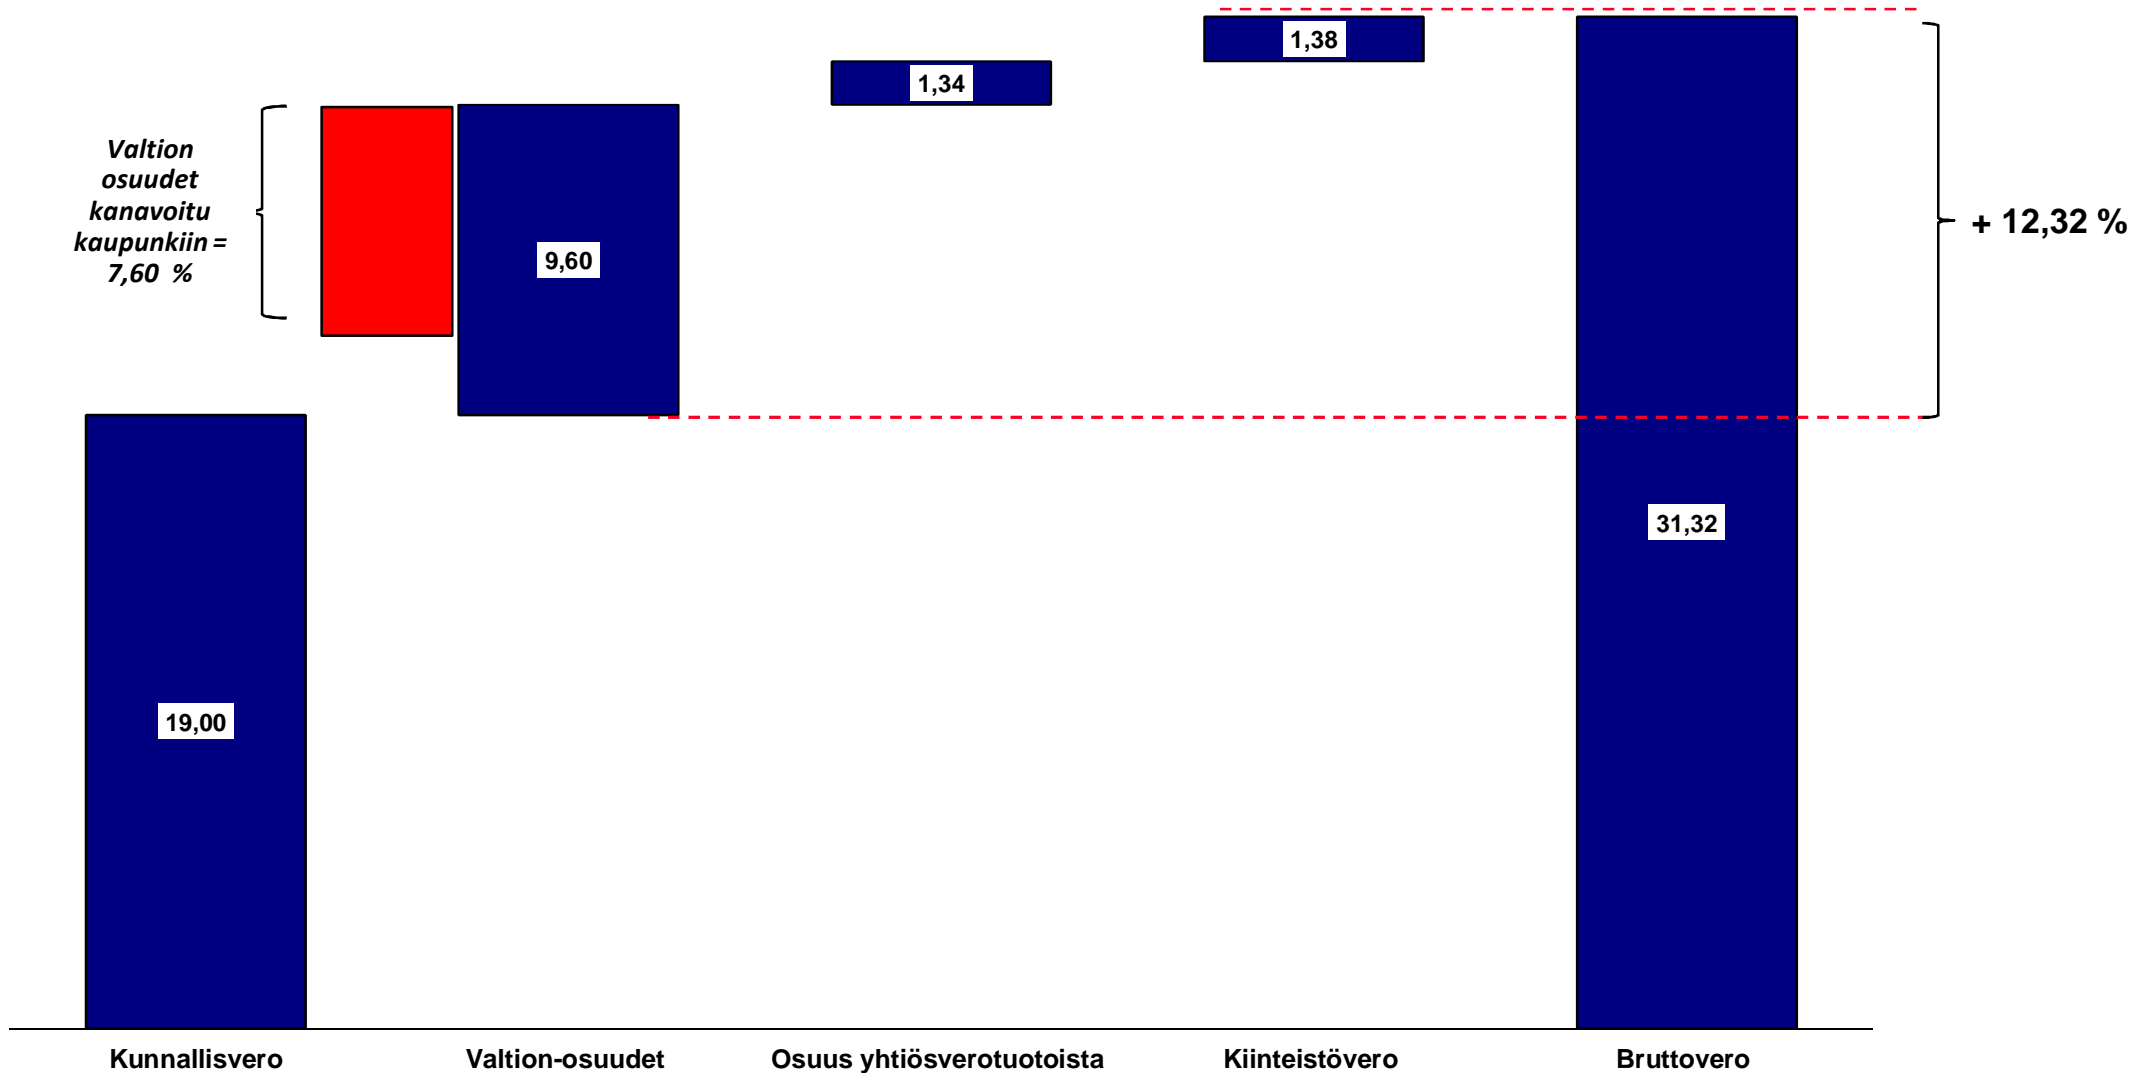 1,38
1,34
Valtion
osuudet
kanavoitu
kaupunkiin =
7,60 %
9,60
+ 12,32 %
31,32
19,00
Kunnallisvero
Valtion-osuudet
Osuus yhtiösverotuotoista
Kiinteistövero
Bruttovero